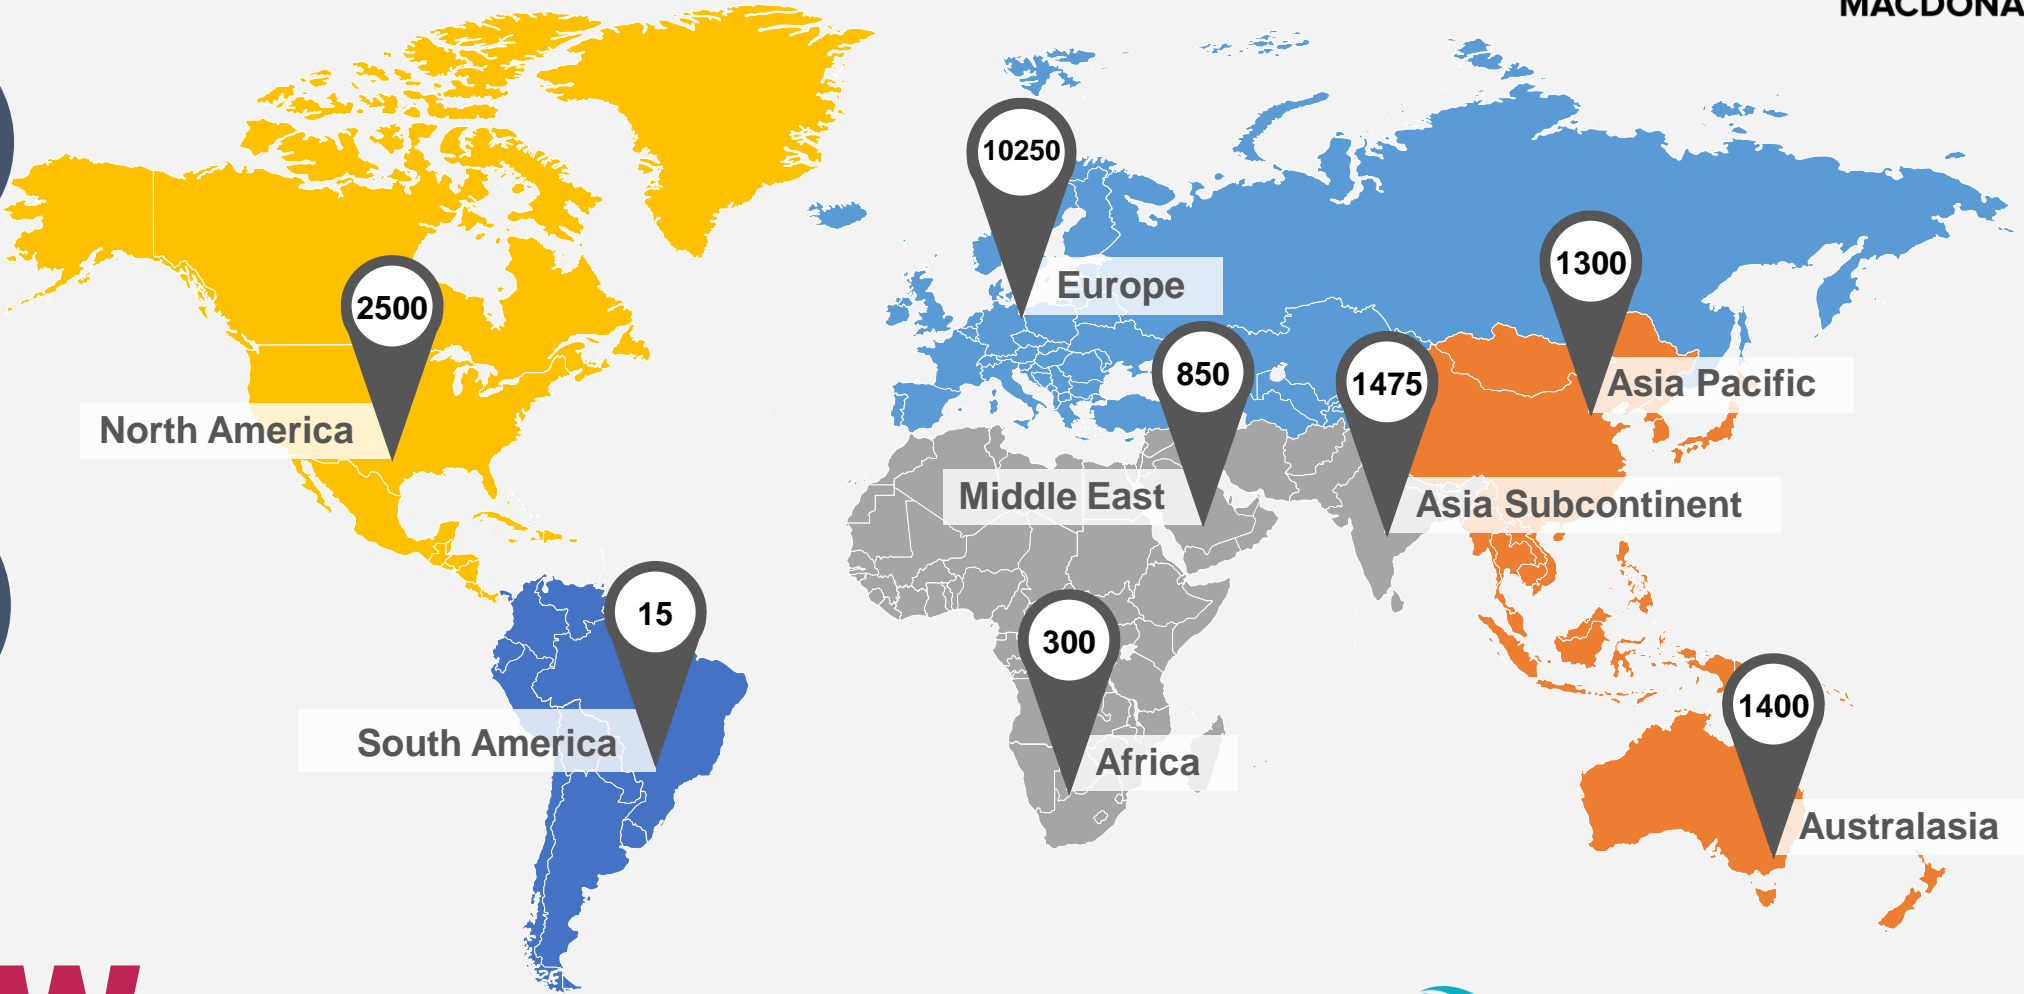 MACDONA
10250
Europe
1300
Asia Pacific
2500
North America
850
Middle East
1475
Asia Subcontinent
15
South America
300
Africa
1400
Australasia
W